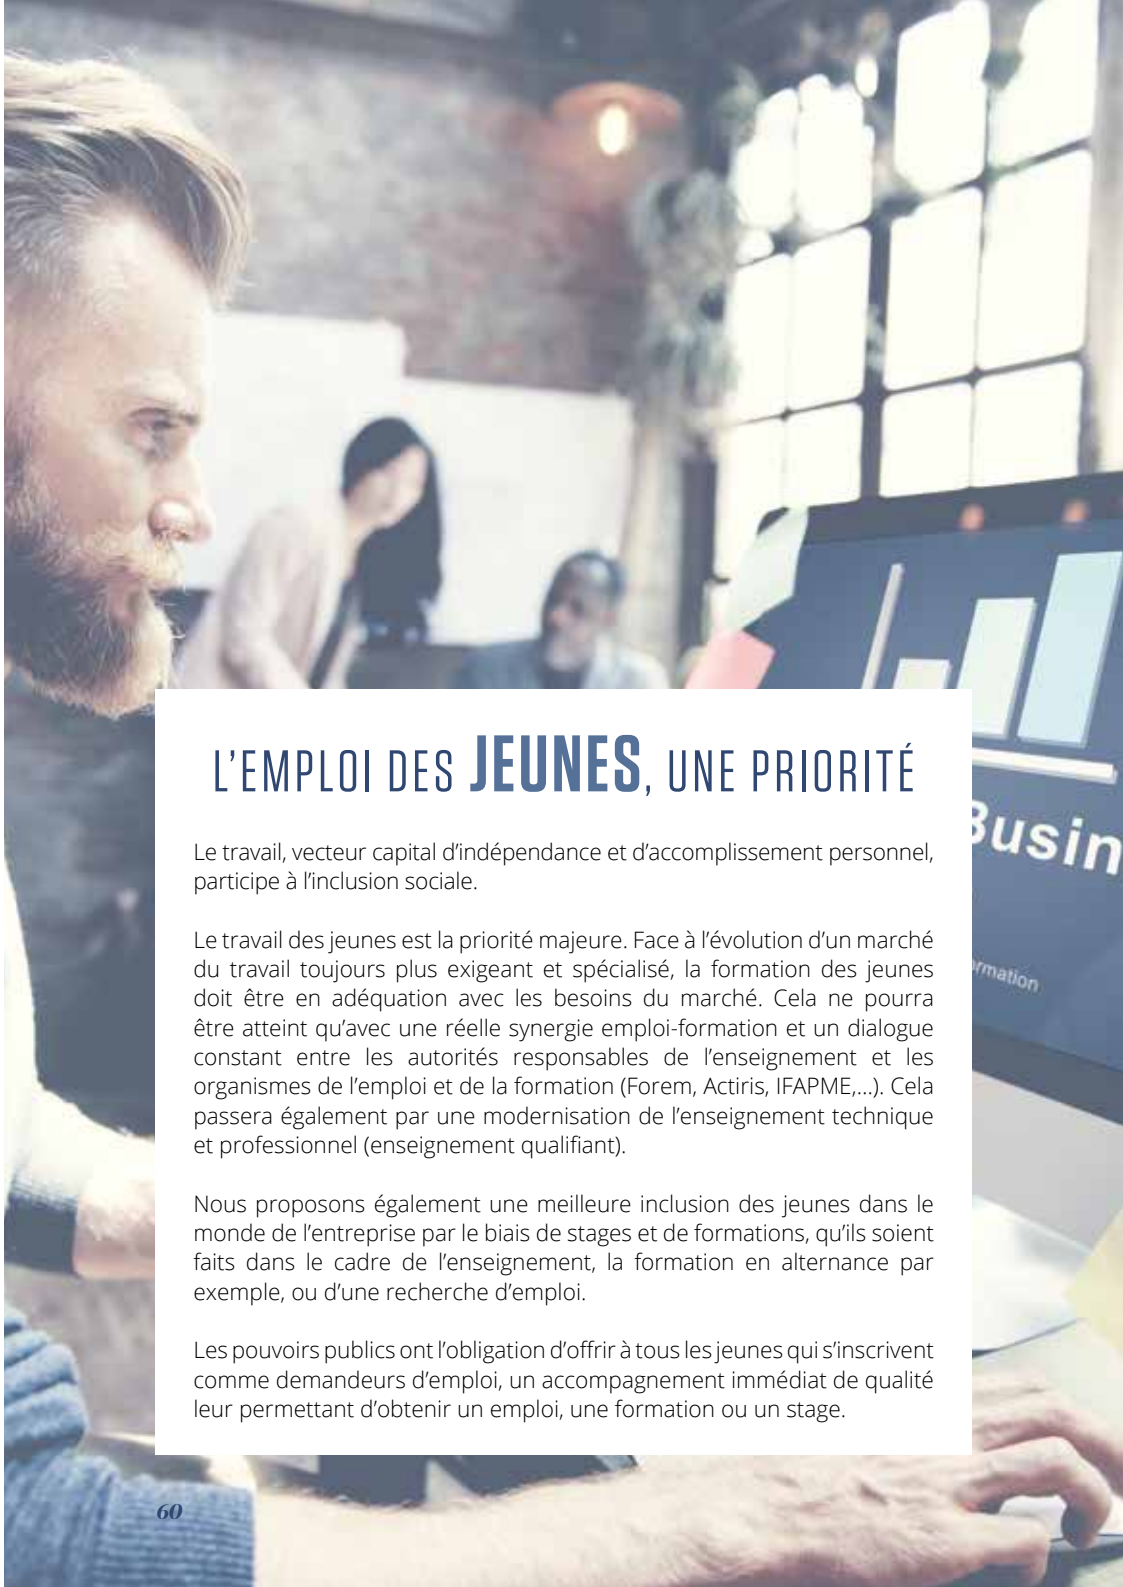 L'EMPLOI DES JEUNES, UNE PRIORITÉ
Le travail, vecteur capital d'indépendance et d'accomplissement personnel,
participe à l'inclusion sociale.
Le travail des jeunes est la priorité majeure. Face à l'évolution d'un marché
du travail toujours plus exigeant et spécialisé, la formation des jeunes
doit être en adéquation avec les besoins du marché. Cela ne pourra
être atteint qu'avec une réelle synergie emploi-formation et un dialogue
constant entre les autorités responsables de l'enseignement et les
organismes de l'emploi et de la formation (Forem, Actiris, IFAPME,...). Cela
passera également par une modernisation de l'enseignement technique
et professionnel (enseignement qualifiant).
Nous proposons également une meilleure inclusion des jeunes dans le
monde de l'entreprise par le biais de stages et de formations, qu'ils soient
faits dans le cadre de l'enseignement, la formation en alternance par
exemple, ou d'une recherche d'emploi.
Les pouvoirs publics ont l'obligation d'offrir à tous les jeunes qui s'inscrivent
comme demandeurs d'emploi, un accompagnement immédiat de qualité
leur permettant d'obtenir un emploi, une formation ou un stage.
Busin
rmation
60